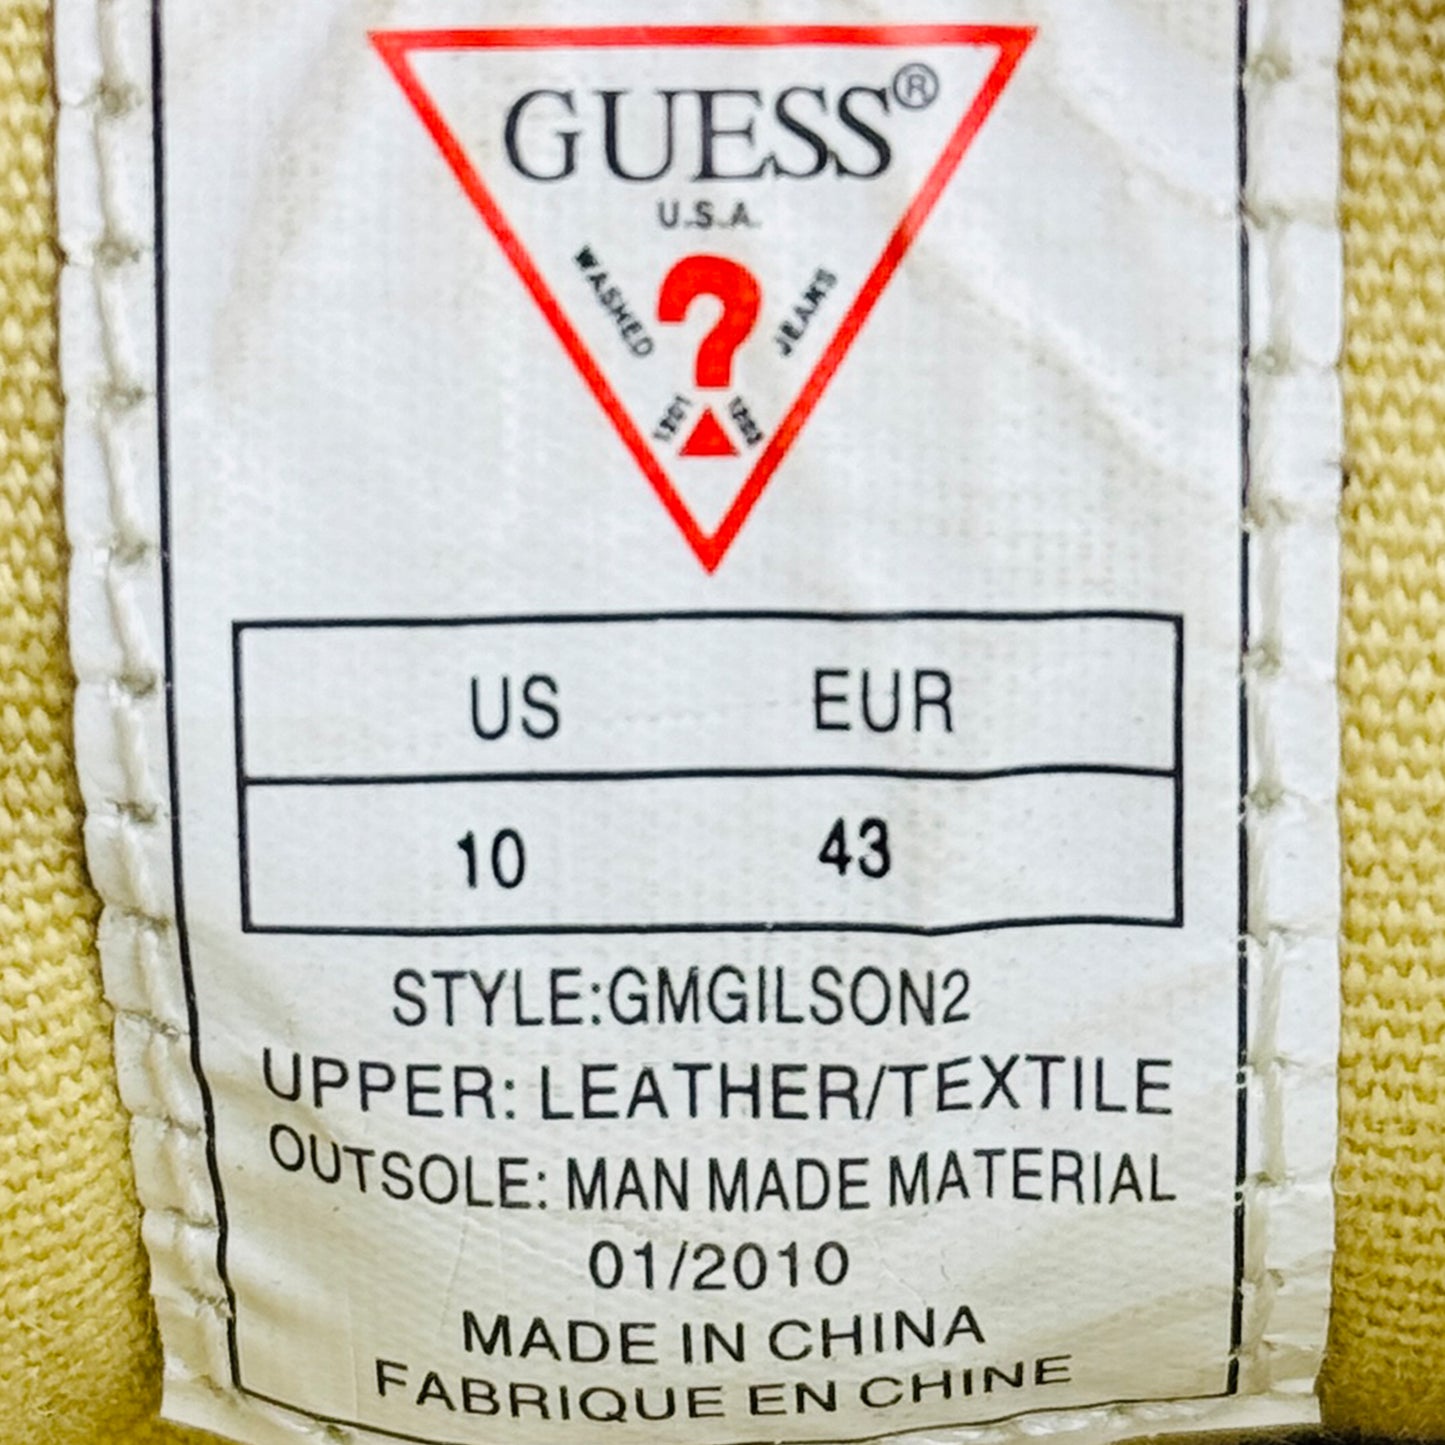 GUESS®
U.S.A.
WASHED ? JEANS
US EUR
10 43
STYLE:GMGILSON2
UPPER: LEATHER/TEXTILE
OUTSOLE: MAN MADE MATERIAL
01/2010
MADE IN CHINA
FABRIQUE EN CHINE